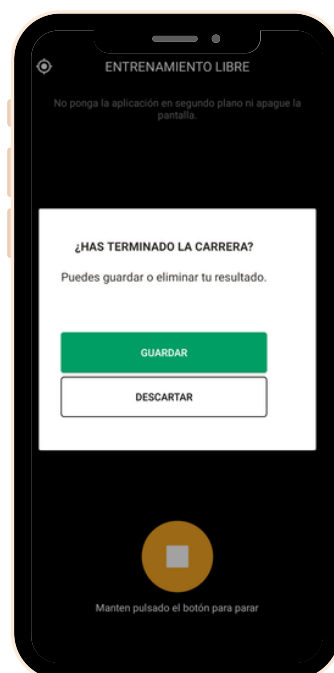 ENTRENAMIENTO LIBRE
No ponga la aplicación en segundo plano ni apague la
pantalla.
¿HAS TERMINADO LA CARRERA?
Puedes guardar o eliminar tu resultado.
GUARDAR
DESCARTAR
Manten pulsado el botón para parar